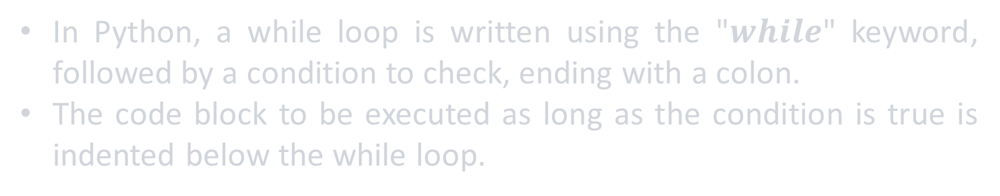 • In Python, a while loop is written using the "while" keyword,
followed by a condition to check, ending with a colon.
• The code block to be executed as long as the condition is true is
indented below the while loop.